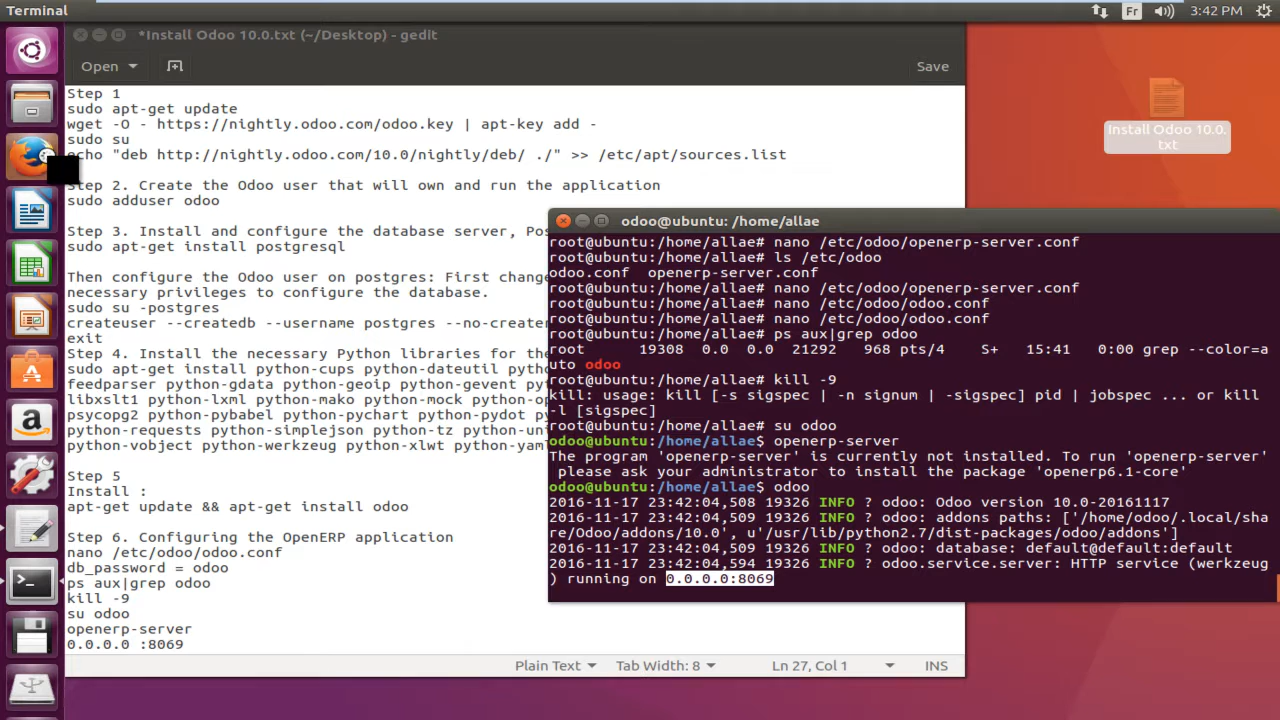 Terminal
Fr
3:42 PM
*Install Odoo 10.0.txt (~/Desktop) - gedit
Open
Save
Step 1
sudo apt-get update
wget -O - https://nightly.odoo.com/odoo.key | apt-key add -
sudo su
echo "deb http://nightly.odoo.com/10.0/nightly/deb/ ./" >> /etc/apt/sources.list
Step 2. Create the Odoo user that will own and run the application
sudo adduser odoo
Step 3. Install and configure the database server, Pos
sudo apt-get install postgresql
Then configure the Odoo user on postgres: First change
necessary privileges to configure the database.
sudo su -postgres
createuser --createdb --username postgres --no-creater
exit
Step 4. Install the necessary Python libraries for the
sudo apt-get install python-cups python-dateutil pytho
feedparser python-gdata python-geoip python-gevent pyt
libxslt1 python-lxml python-mako python-mock python-op
psycopg2 python-pybabel python-pychart python-pydot py
python-requests python-simplejson python-tz python-uni
python-vobject python-werkzeug python-xlwt python-yaml
Step 5
Install :
apt-get update && apt-get install odoo
Step 6. Configuring the OpenERP application
nano /etc/odoo/odoo.conf
db_password = odoo
ps aux|grep odoo
kill -9
su odoo
openerp-server
0.0.0.0 :8069
Plain Text
Tab Width: 8
Ln 27, Col 1
INS
Install Odoo 10.0.
txt
odoo@ubuntu: /home/allae
root@ubuntu:/home/allae# nano /etc/odoo/openerp-server.conf
root@ubuntu:/home/allae# ls /etc/odoo
odoo.conf  openerp-server.conf
root@ubuntu:/home/allae# nano /etc/odoo/openerp-server.conf
root@ubuntu:/home/allae# nano /etc/odoo/odoo.conf
root@ubuntu:/home/allae# nano /etc/odoo/odoo.conf
root@ubuntu:/home/allae# ps aux|grep odoo
root     19308  0.0  0.0  21292   968 pts/4    S+   15:41   0:00 grep --color=a
uto odoo
root@ubuntu:/home/allae# kill -9
kill: usage: kill [-s sigspec | -n signum | -sigspec] pid | jobspec ... or kill
-l [sigspec]
root@ubuntu:/home/allae# su odoo
odoo@ubuntu:/home/allae$ openerp-server
The program 'openerp-server' is currently not installed. To run 'openerp-server'
 please ask your administrator to install the package 'openerp6.1-core'
odoo@ubuntu:/home/allae$ odoo
2016-11-17 23:42:04,508 19326 INFO ? odoo: Odoo version 10.0-20161117
2016-11-17 23:42:04,509 19326 INFO ? odoo: addons paths: ['/home/odoo/.local/sha
re/Odoo/addons/10.0', u'/usr/lib/python2.7/dist-packages/odoo/addons']
2016-11-17 23:42:04,509 19326 INFO ? odoo: database: default@default:default
2016-11-17 23:42:04,594 19326 INFO ? odoo.service.server: HTTP service (werkzeug
) running on 0.0.0.0:8069